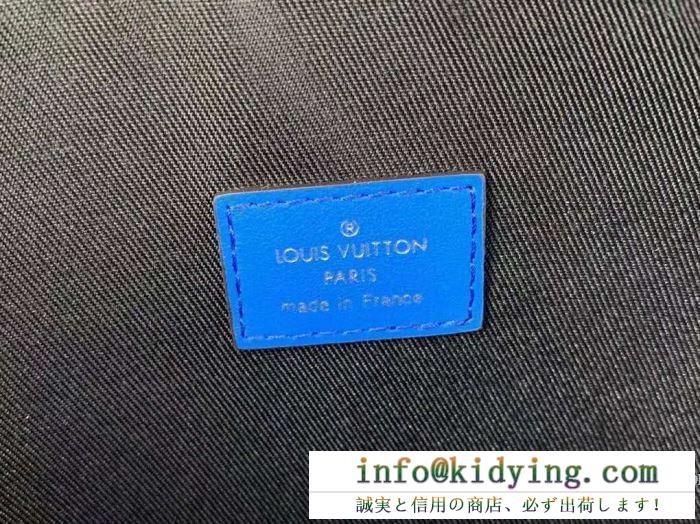 ®
LOUIS VUITTON
PARIS
made in France
info@kidying.com
誠実と信用の商店、必ず出荷します!